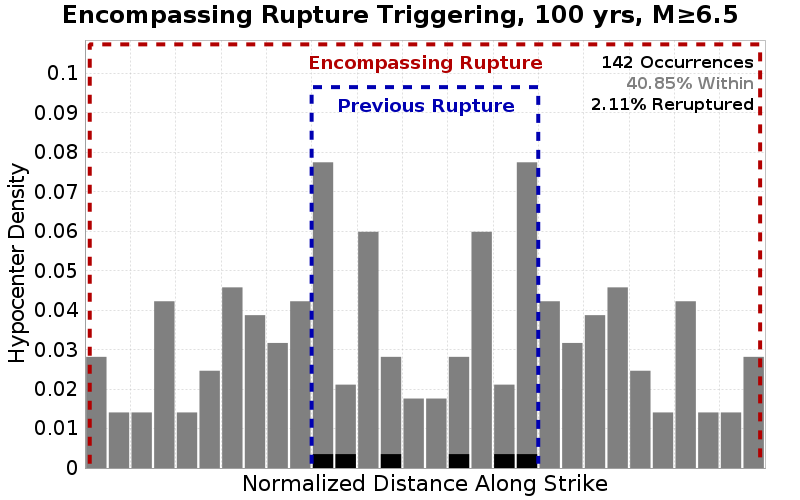 Encompassing Rupture Triggering, 100 yrs, M≥6.5
Encompassing Rupture
142 Occurrences
40.85% Within
2.11% Reruptured
Previous Rupture
0.1
0.09
0.08
0.07
0.06
0.05
0.04
0.03
0.02
0.01
0
Hypocenter Density
Normalized Distance Along Strike